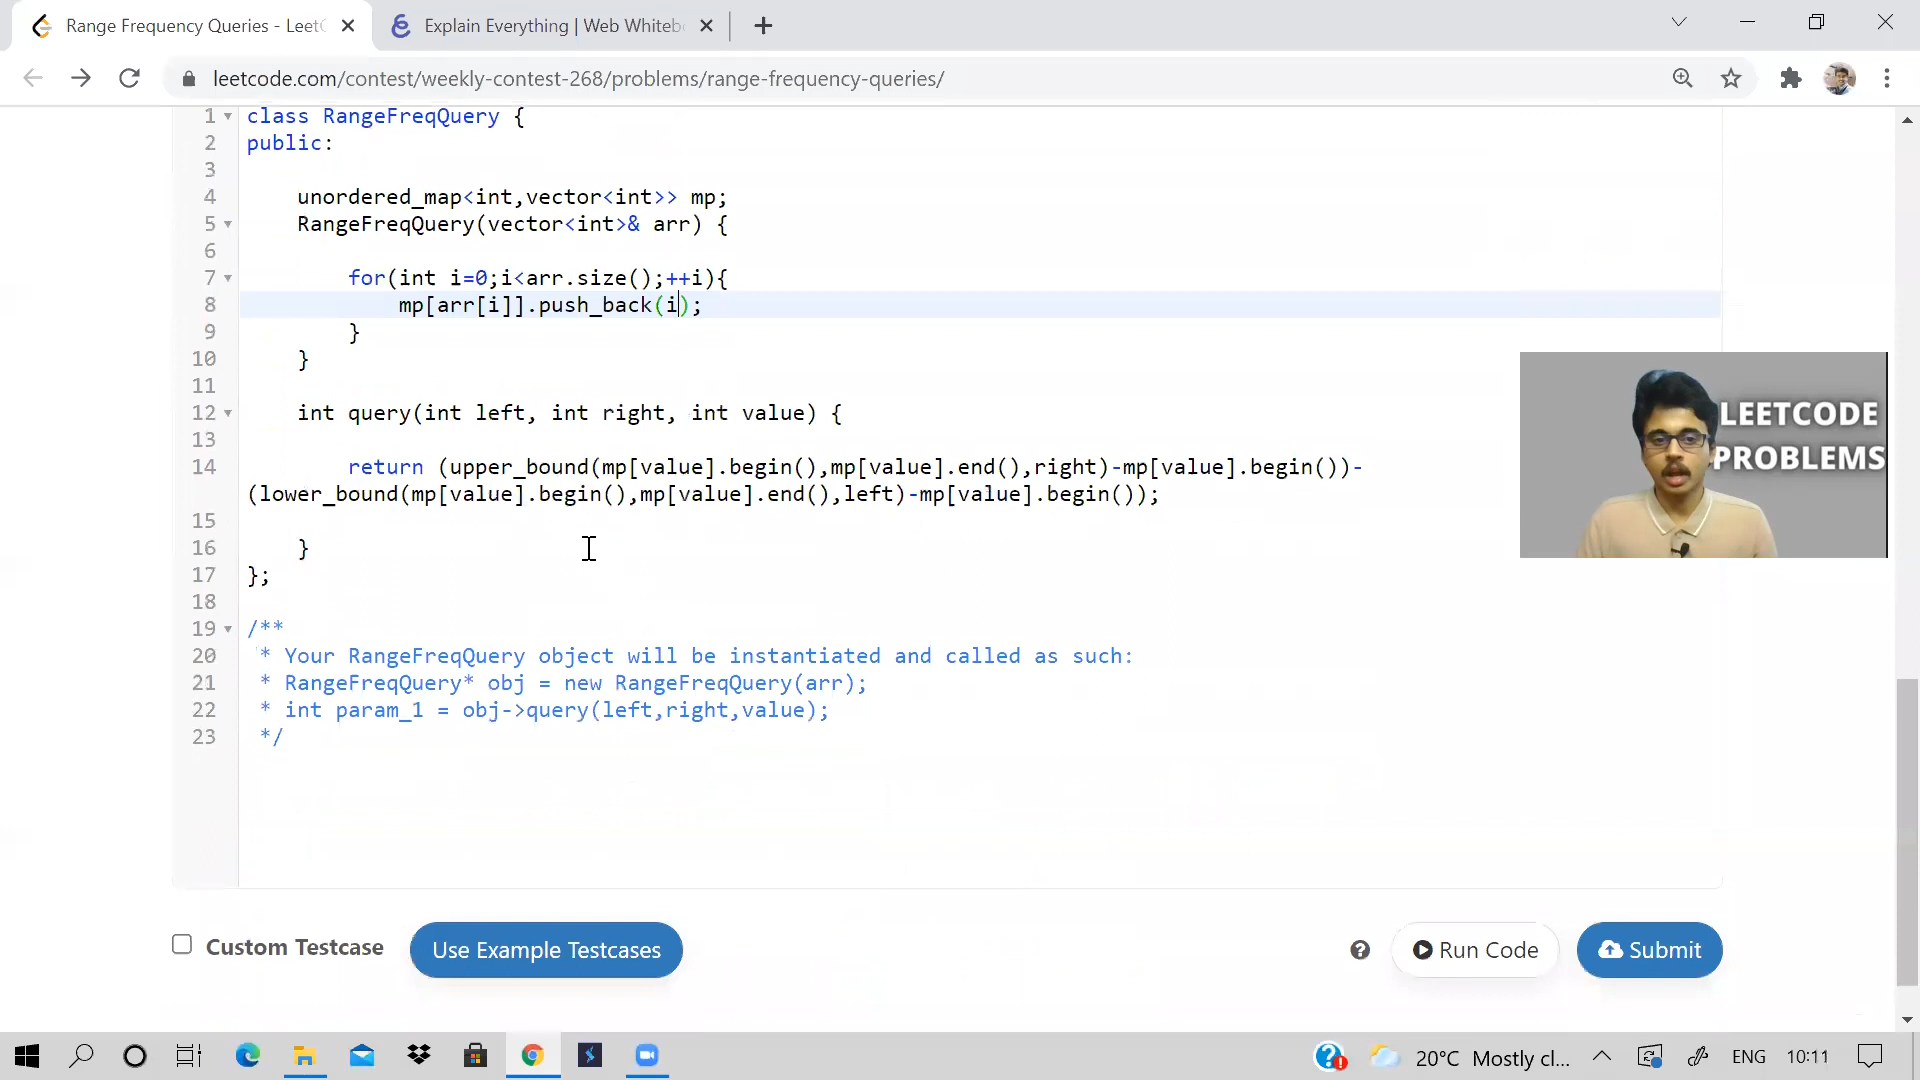 Range Frequency Queries - LeetC
Explain Everything | Web Whiteb
leetcode.com/contest/weekly-contest-268/problems/range-frequency-queries/
1 class RangeFreqQuery {
2 public:
3
4 unordered_map<int,vector<int>> mp;
5 RangeFreqQuery(vector<int>& arr) {
6
7 for(int i=0;i<arr.size();++i){
8 mp[arr[i]].push_back(i);
9 }
10 }
11
12 int query(int left, int right, int value) {
13
14 return (upper_bound(mp[value].begin(),mp[value].end(),right)-mp[value].begin())-
(lower_bound(mp[value].begin(),mp[value].end(),left)-mp[value].begin());
15
16 }
17 };
18
19 /**
20 * Your RangeFreqQuery object will be instantiated and called as such:
21 * RangeFreqQuery* obj = new RangeFreqQuery(arr);
22 * int param_1 = obj->query(left,right,value);
23 */
LEETCODE
PROBLEMS
Custom Testcase
Use Example Testcases
Run Code
Submit
20°C Mostly cl...
ENG
10:11